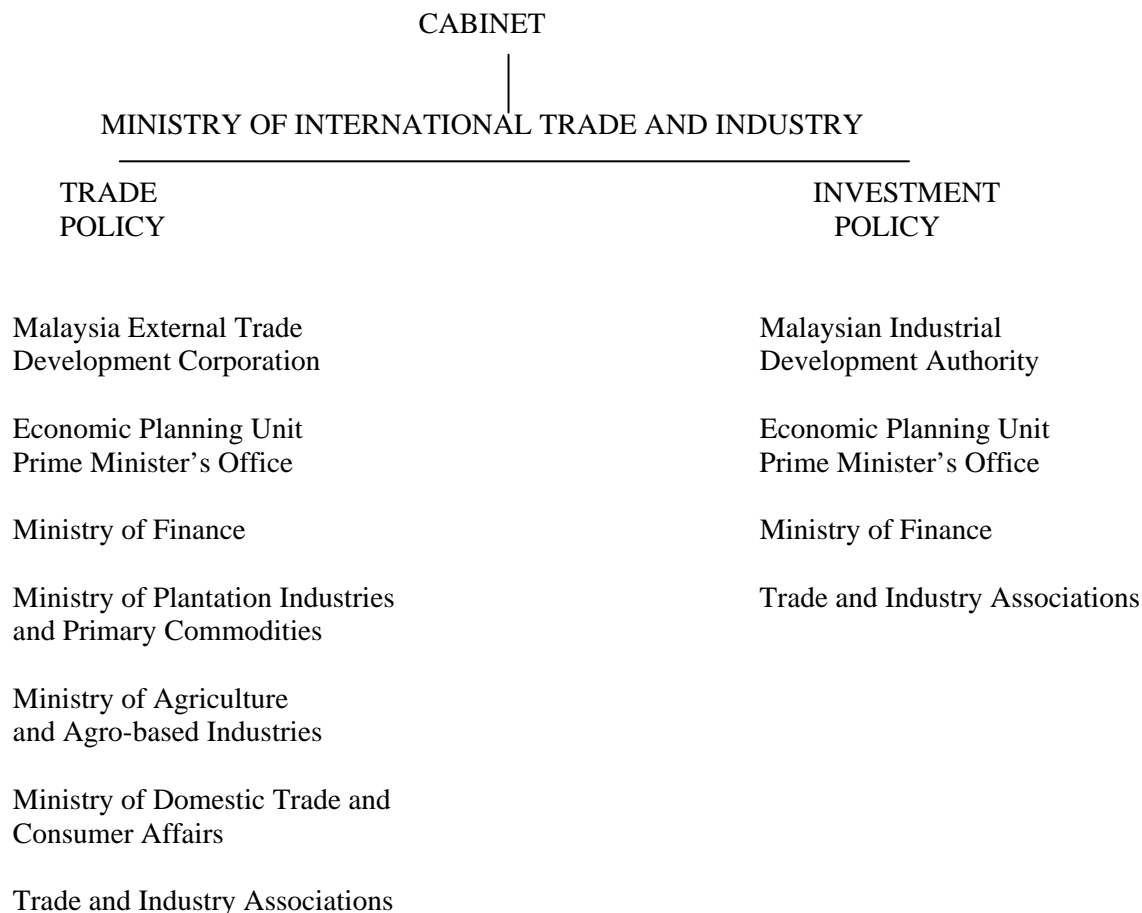 CABINET
MINISTRY OF INTERNATIONAL TRADE AND INDUSTRY
TRADE
POLICY
INVESTMENT
POLICY
Malaysia External Trade
Development Corporation
Economic Planning Unit
Prime Minister’s Office
Ministry of Finance
Ministry of Plantation Industries
and Primary Commodities
Ministry of Agriculture
and Agro-based Industries
Ministry of Domestic Trade and
Consumer Affairs
Trade and Industry Associations
Malaysian Industrial
Development Authority
Economic Planning Unit
Prime Minister’s Office
Ministry of Finance
Trade and Industry Associations